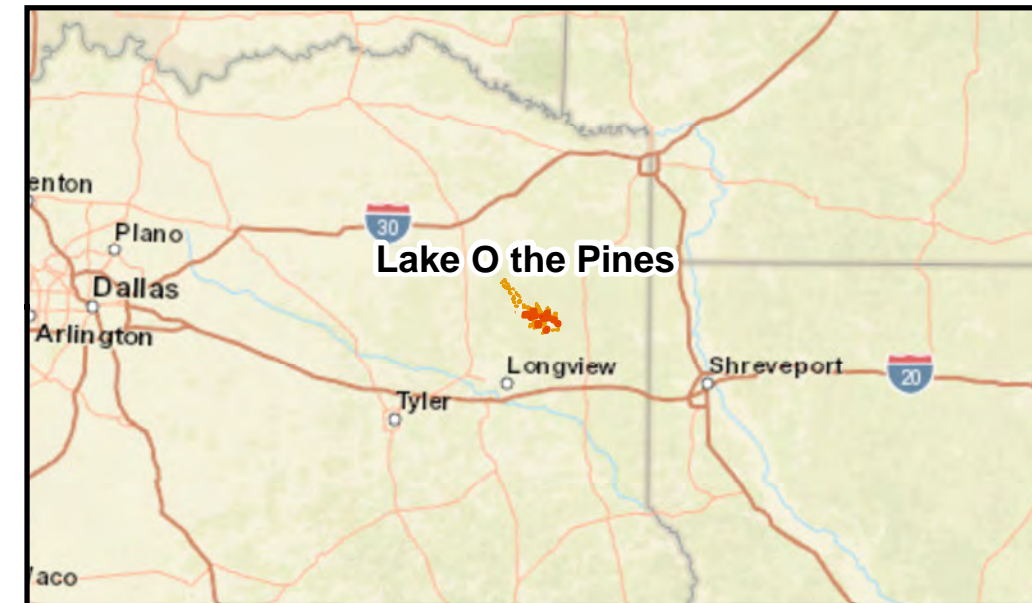 enton
Plano
30
Lake O the Pines
Dallas
Arlington
Longview
Shreveport
20
Tyler
aco